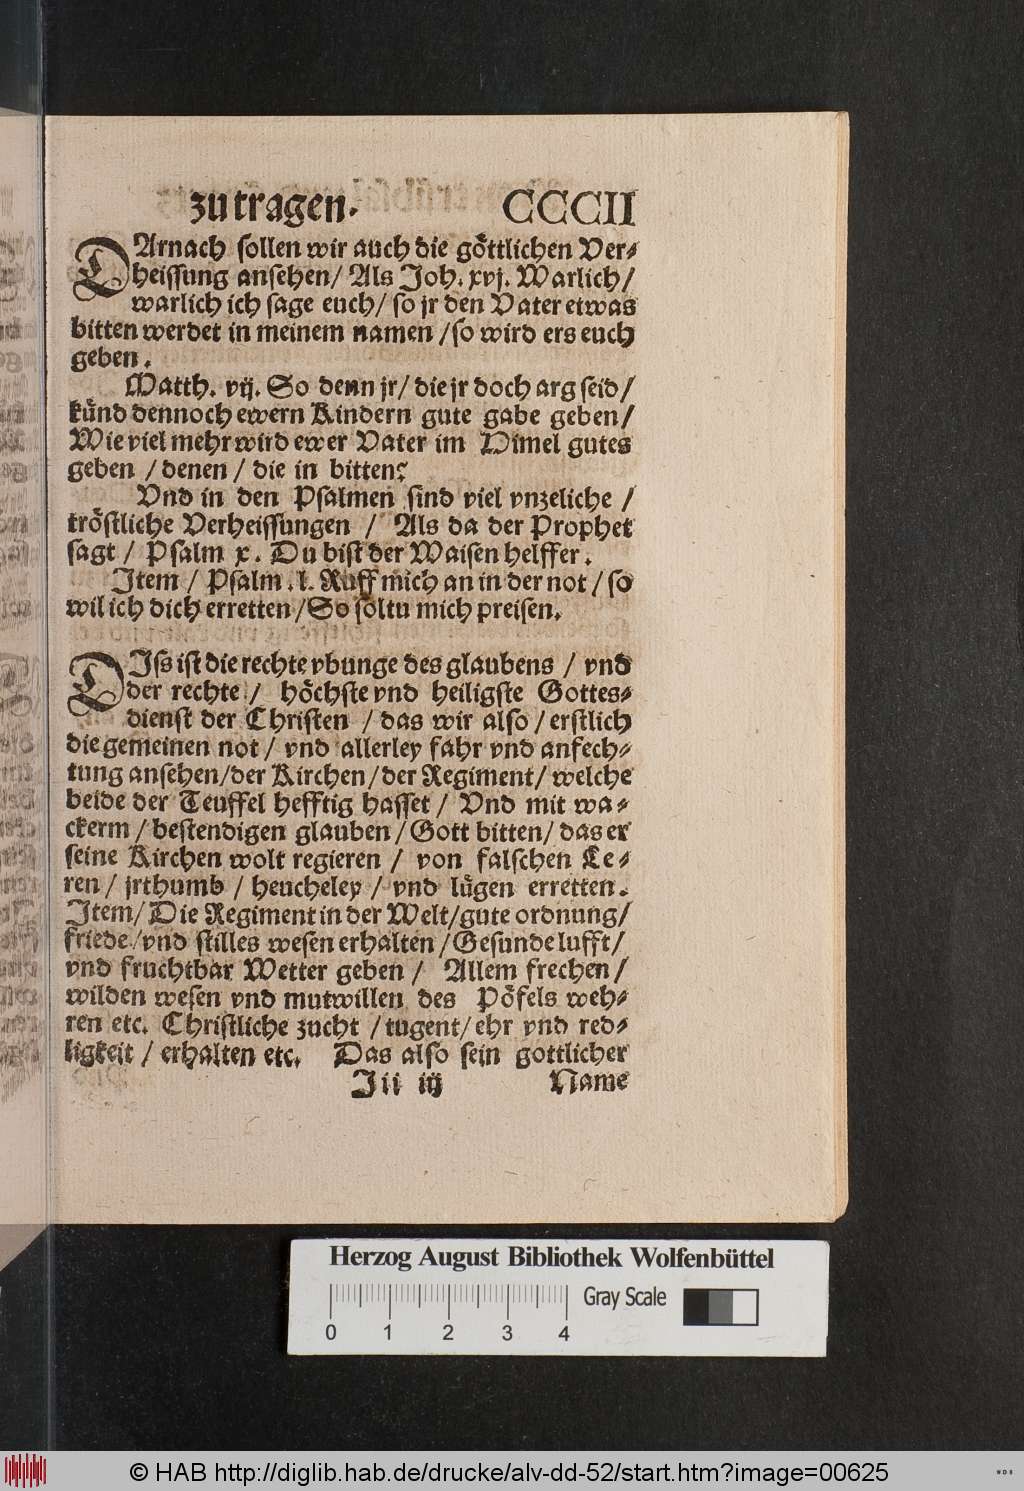 zu tragen. CCCII
DArnach sollen wir auch die göttlichen Ver-
heissung ansehen / Als Joh. xvj. Warlich /
warlich ich sage euch / so jr den Vater etwas
bitten werdet in meinem namen / so wird ers euch
geben.
Matth. vij. So denn jr / die jr doch arg seid /
künd dennoch ewern Kindern gute gabe geben /
Wie viel mehr wird ewer Vater im Himel gutes
geben / denen / die in bitten?
Vnd in den Psalmen sind viel vnzeliche /
tröstliche Verheissungen / Als da der Prophet
sagt / Psalm x. Du bist der Waisen helffer.
Item / Psalm .l. Ruff mich an in der not / so
wil ich dich erretten / So soltu mich preisen.
DIss ist die rechte vbunge des glaubens / vnd
der rechte / höchste vnd heiligste Gottes-
dienst der Christen / das wir also / erstlich
die gemeinen not / vnd allerley fahr vnd anfech-
tung ansehen / der Kirchen / der Regiment / welche
beide der Teuffel hefftig hasset / Vnd mit wa-
ckerm / bestendigen glauben / Gott bitten / das er
seine Kirchen wolt regieren / von falschen Le-
ren / jrthumb / heucheley / vnd lügen erretten.
Item / Die Regiment in der Welt / gute ordnung /
friede / vnd stilles wesen erhalten / Gesunde lufft /
vnd fruchtbar Wetter geben / Allem frechen /
wilden wesen vnd mutwillen des Pöfels weh-
ren etc. Christliche zucht / tugent / ehr vnd red-
ligkeit / erhalten etc. Das also sein gottlicher
Jii iij Name
Herzog August Bibliothek Wolfenbüttel
Gray Scale
0 1 2 3 4
© HAB http://diglib.hab.de/drucke/alv-dd-52/start.htm?image=00625